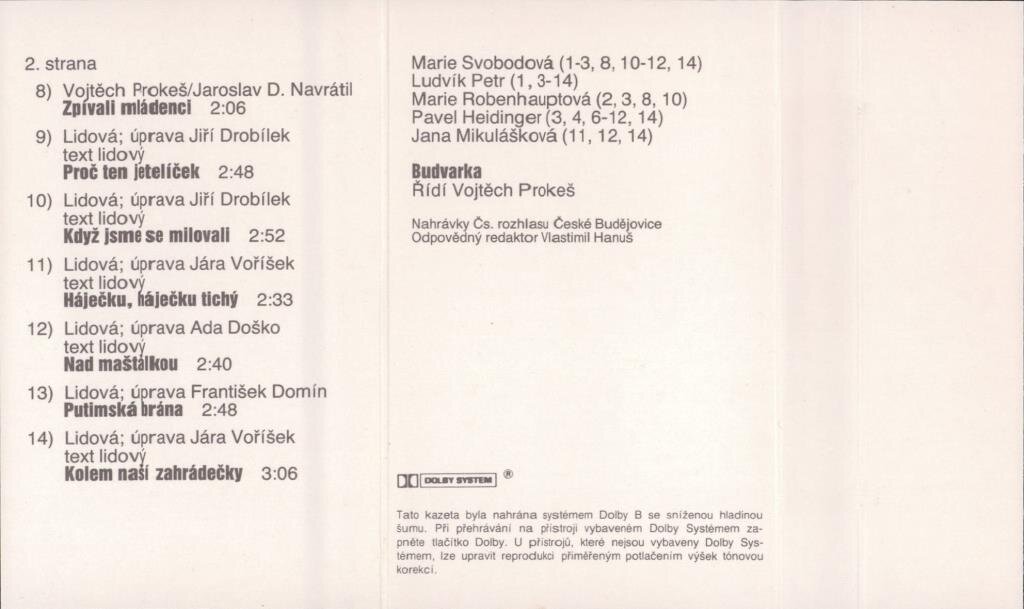 2. strana
8) Vojtěch Prokeš/Jaroslav D. Navrátil
Zpívali mládenci 2:06
9) Lidová; úprava Jiří Drobílek
text lidový
Proč ten jetelíček 2:48
10) Lidová; úprava Jiří Drobílek
text lidový
Když jsme se milovali 2:52
11) Lidová; úprava Jára Voříšek
text lidový
Háječku, háječku tichý 2:33
12) Lidová; úprava Ada Doško
text lidový
Nad maštálkou 2:40
13) Lidová; úprava František Domín
Putimská brána 2:48
14) Lidová; úprava Jára Voříšek
text lidový
Kolem naší zahrádečky 3:06
Marie Svobodová (1-3, 8, 10-12, 14)
Ludvík Petr (1, 3-14)
Marie Robenhauptová (2, 3, 8, 10)
Pavel Heidinger (3, 4, 6-12, 14)
Jana Mikulášková (11, 12, 14)
Budvarka
Řídí Vojtěch Prokeš
Nahrávky Čs. rozhlasu České Budějovice
Odpovědný redaktor Vlastimil Hanuš
DOLBY SYSTEM ®
Tato kazeta byla nahrána systémem Dolby B se sníženou hladinou
šumu. Při přehrávání na přístroji vybaveném Dolby Systémem za-
pněte tlačítko Dolby. U přístrojů, které nejsou vybaveny Dolby Sys-
témem, lze upravit reprodukci přiměřeným potlačením výšek tónovou
korekcí.